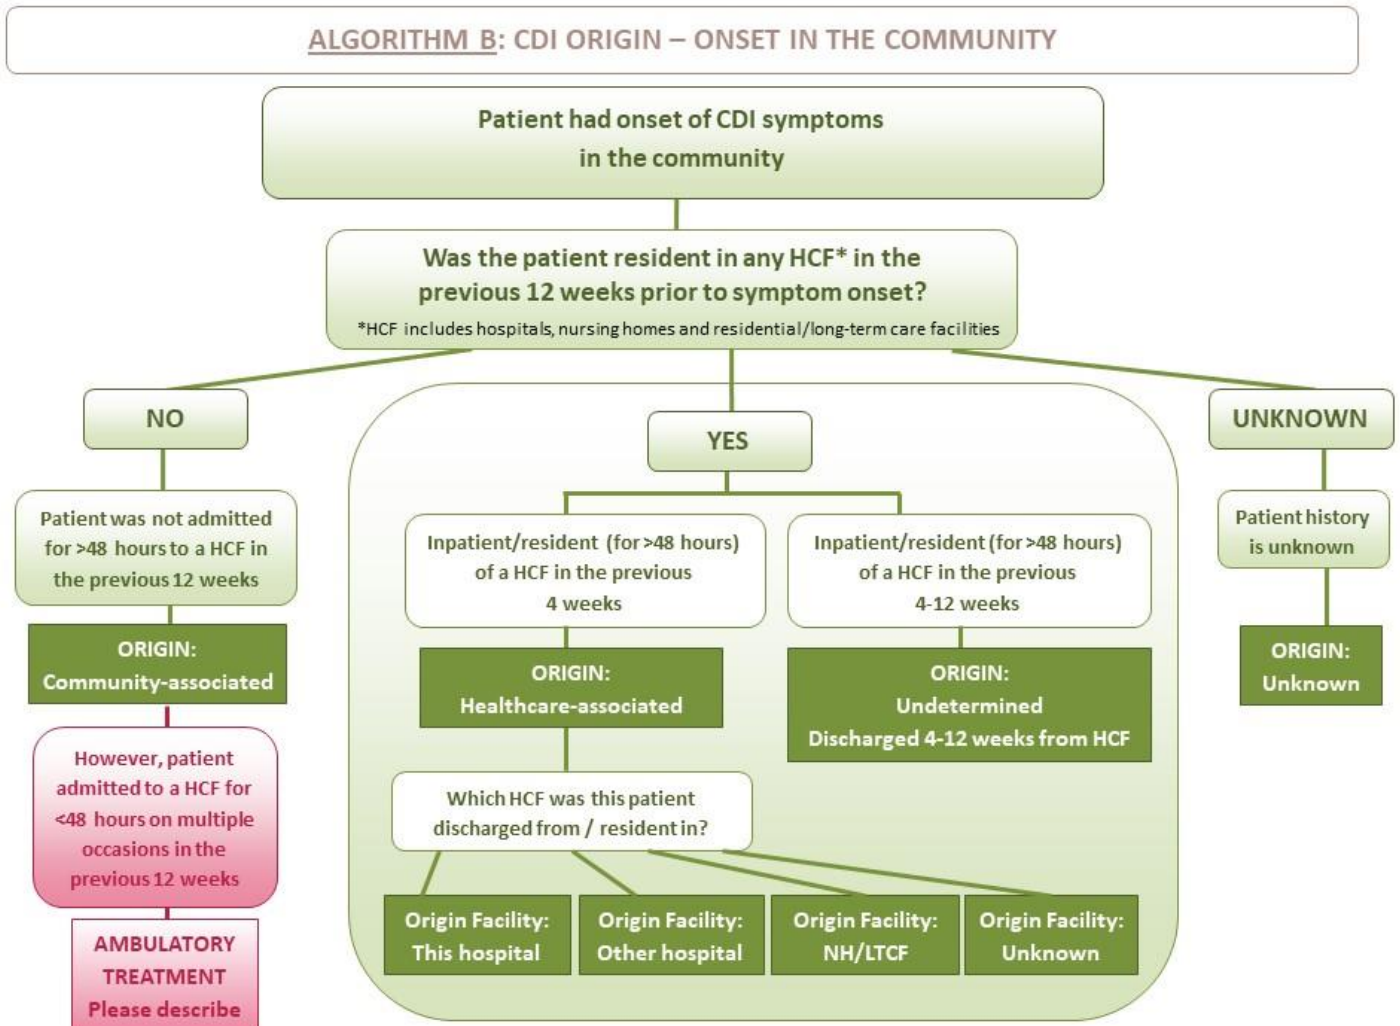 ALGORITHM B: CDI ORIGIN – ONSET IN THE COMMUNITY
Patient had onset of CDI symptoms
in the community
Was the patient resident in any HCF* in the
previous 12 weeks prior to symptom onset?
*HCF includes hospitals, nursing homes and residential/long-term care facilities
NO
Patient was not admitted
for >48 hours to a HCF in
the previous 12 weeks
ORIGIN:
Community-associated
However, patient
admitted to a HCF for
<48 hours on multiple
occasions in the
previous 12 weeks
AMBULATORY
TREATMENT
Please describe
YES
Inpatient/resident (for >48 hours)
of a HCF in the previous
4 weeks
ORIGIN:
Healthcare-associated
Which HCF was this patient
discharged from / resident in?
Origin Facility:
This hospital
Origin Facility:
Other hospital
Origin Facility:
NH/LTCF
Origin Facility:
Unknown
Inpatient/resident (for >48 hours)
of a HCF in the previous
4-12 weeks
ORIGIN:
Undetermined
Discharged 4-12 weeks from HCF
UNKNOWN
Patient history
is unknown
ORIGIN:
Unknown